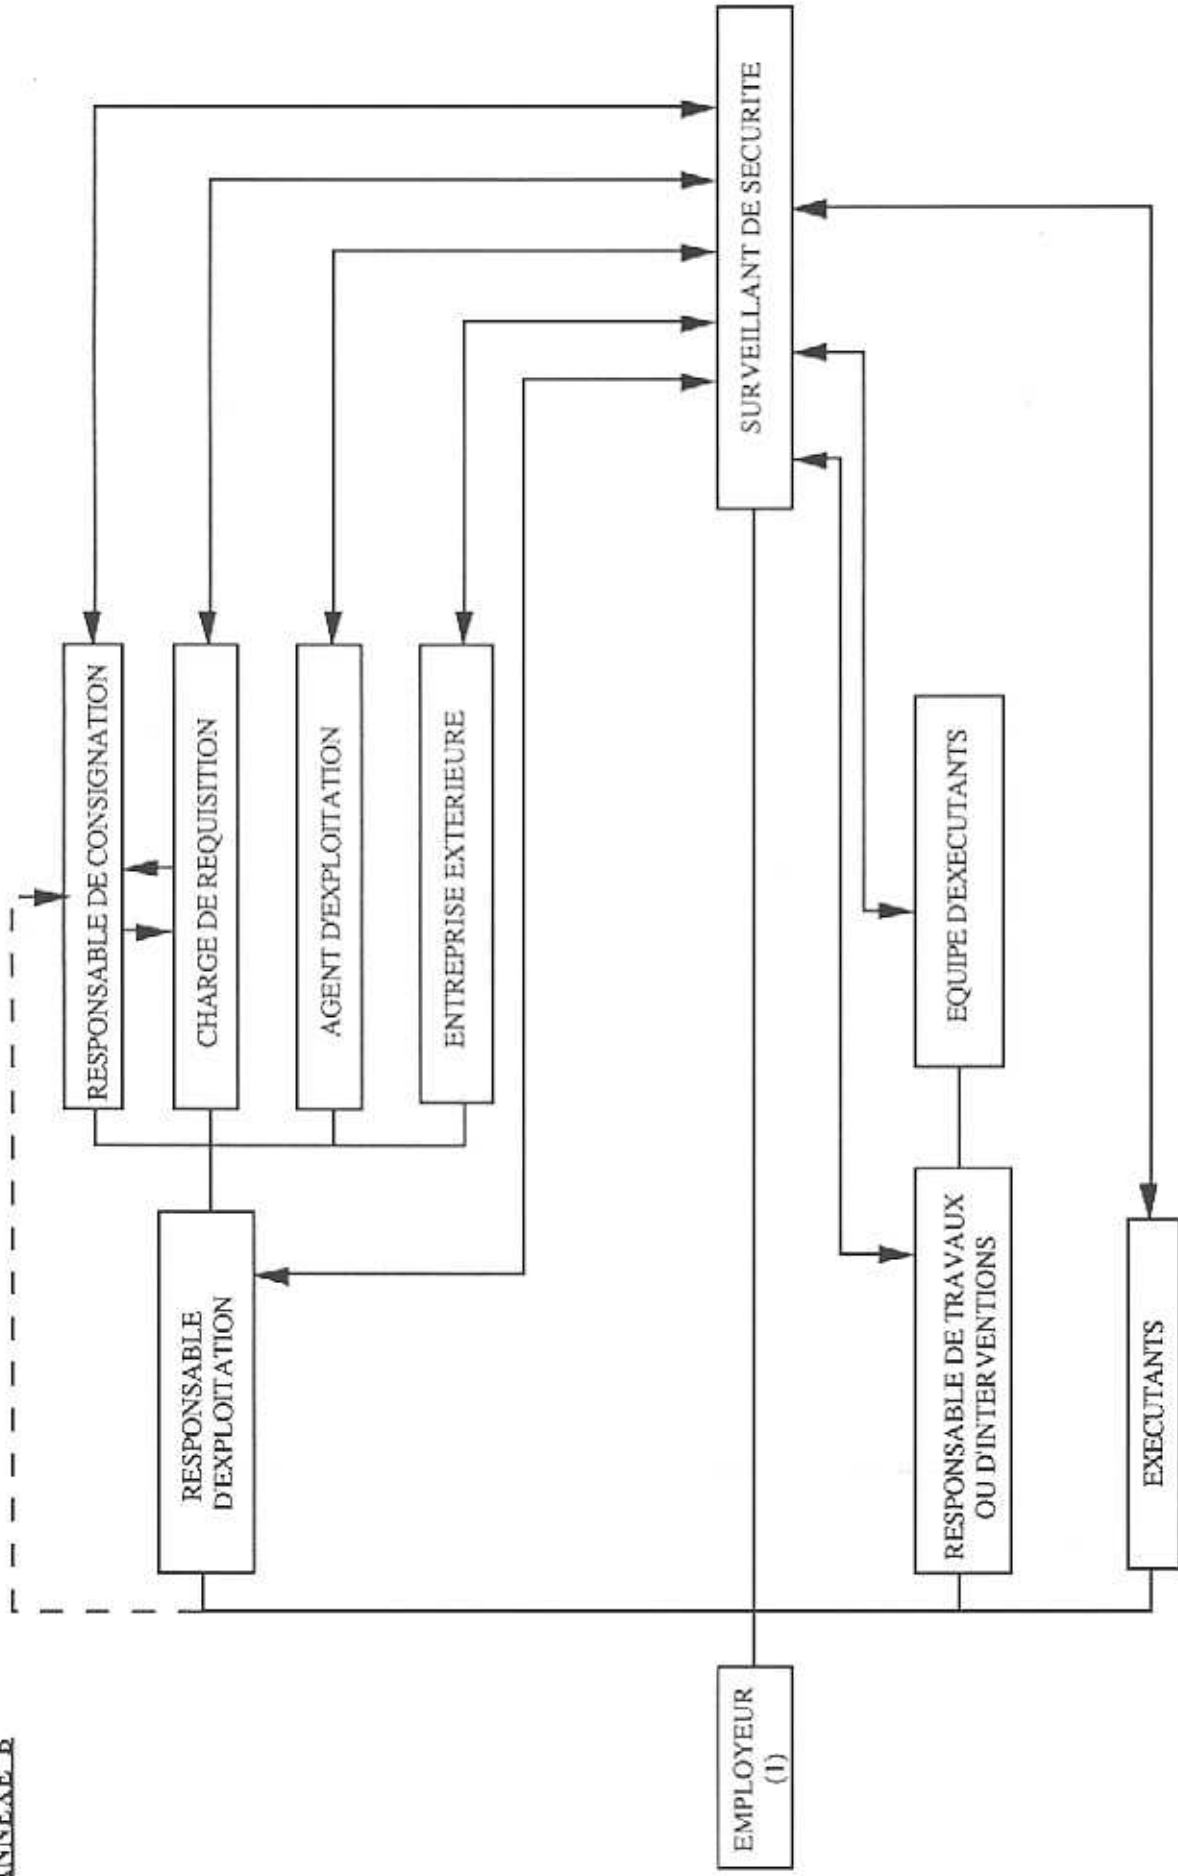 ANNEXE B
RESPONSABLE DE CONSIGNATION
CHARGE DE REQUISITION
AGENT D'EXPLOITATION
ENTREPRISE EXTERIEURE
RESPONSABLE
D'EXPLOITATION
SURVEILLANT DE SECURITE
EMPLOYEUR
(1)
EQUIPE D'EXECUTANTS
RESPONSABLE DE TRAVAUX
OU D'INTERVENTIONS
EXECUTANTS